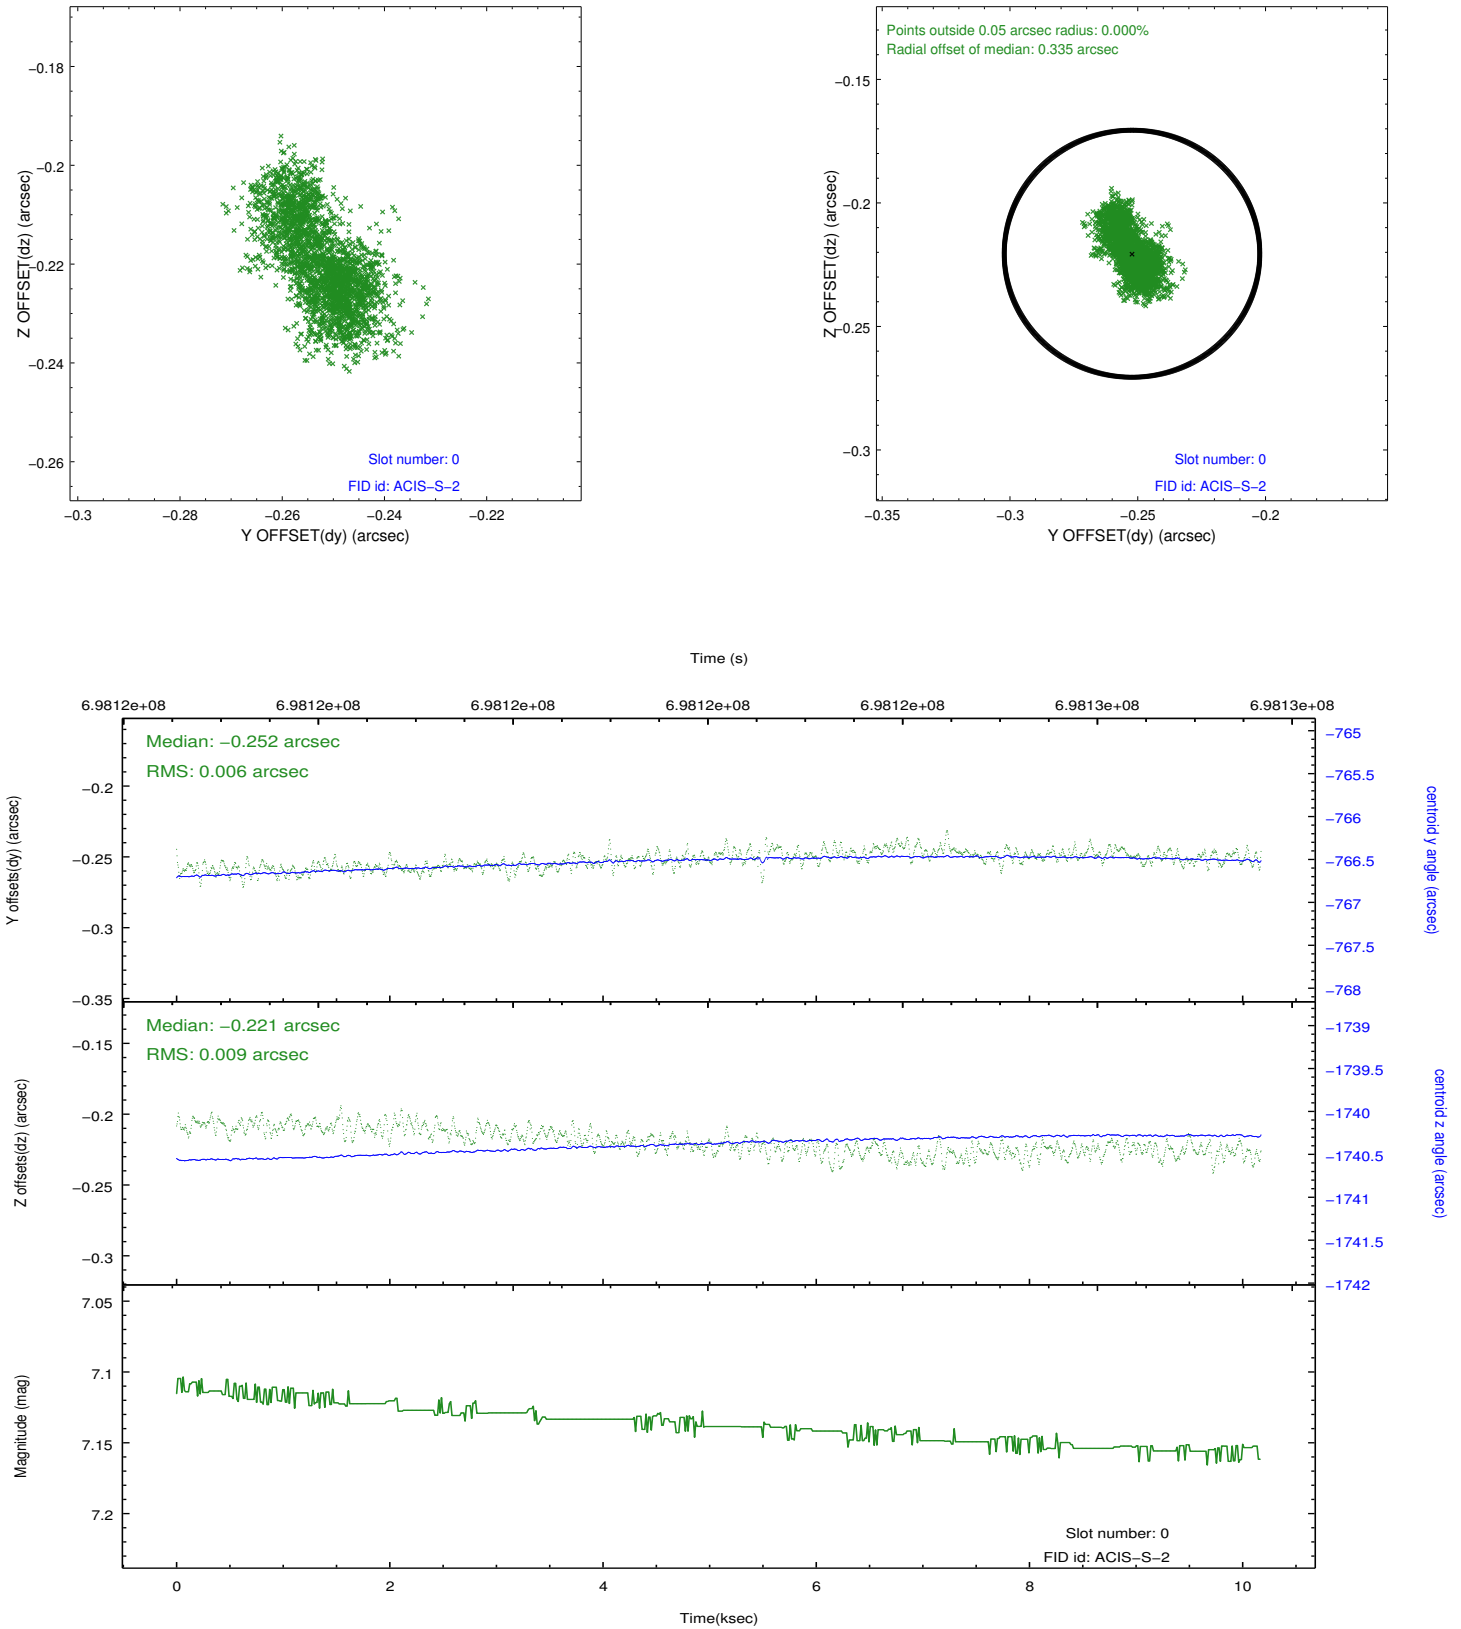 −0.18
−0.2
−0.22
−0.24
−0.26
Z OFFSET(dz) (arcsec)
−0.3 −0.28 −0.26 −0.24 −0.22
Y OFFSET(dy) (arcsec)
Slot number: 0
FID id: ACIS−S−2
Points outside 0.05 arcsec radius: 0.000%
Radial offset of median: 0.335 arcsec
−0.15
−0.2
−0.25
−0.3
Z OFFSET(dz) (arcsec)
−0.35 −0.3 −0.25 −0.2
Y OFFSET(dy) (arcsec)
Slot number: 0
FID id: ACIS−S−2
Time (s)
6.9812e+08 6.9812e+08 6.9812e+08 6.9812e+08 6.9812e+08 6.9813e+08 6.9813e+08
Median: −0.252 arcsec
RMS: 0.006 arcsec
−0.2
−0.25
−0.3
−0.35
Y offsets(dy) (arcsec)
−765
−765.5
−766
−766.5
−767
−767.5
−768
centroid y angle (arcsec)
Median: −0.221 arcsec
RMS: 0.009 arcsec
−0.15
−0.2
−0.25
−0.3
Z offsets(dz) (arcsec)
−1739
−1739.5
−1740
−1740.5
−1741
−1741.5
−1742
centroid z angle (arcsec)
7.05
7.1
7.15
7.2
Magnitude (mag)
Slot number: 0
FID id: ACIS−S−2
0 2 4 6 8 10
Time(ksec)